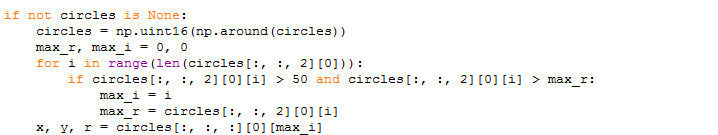 if not circles is None:
    circles = np.uint16(np.around(circles))
    max_r, max_i = 0, 0
    for i in range(len(circles[:, :, 2][0])):
        if circles[:, :, 2][0][i] > 50 and circles[:, :, 2][0][i] > max_r:
            max_i = i
            max_r = circles[:, :, 2][0][i]
    x, y, r = circles[:, :, :][0][max_i]